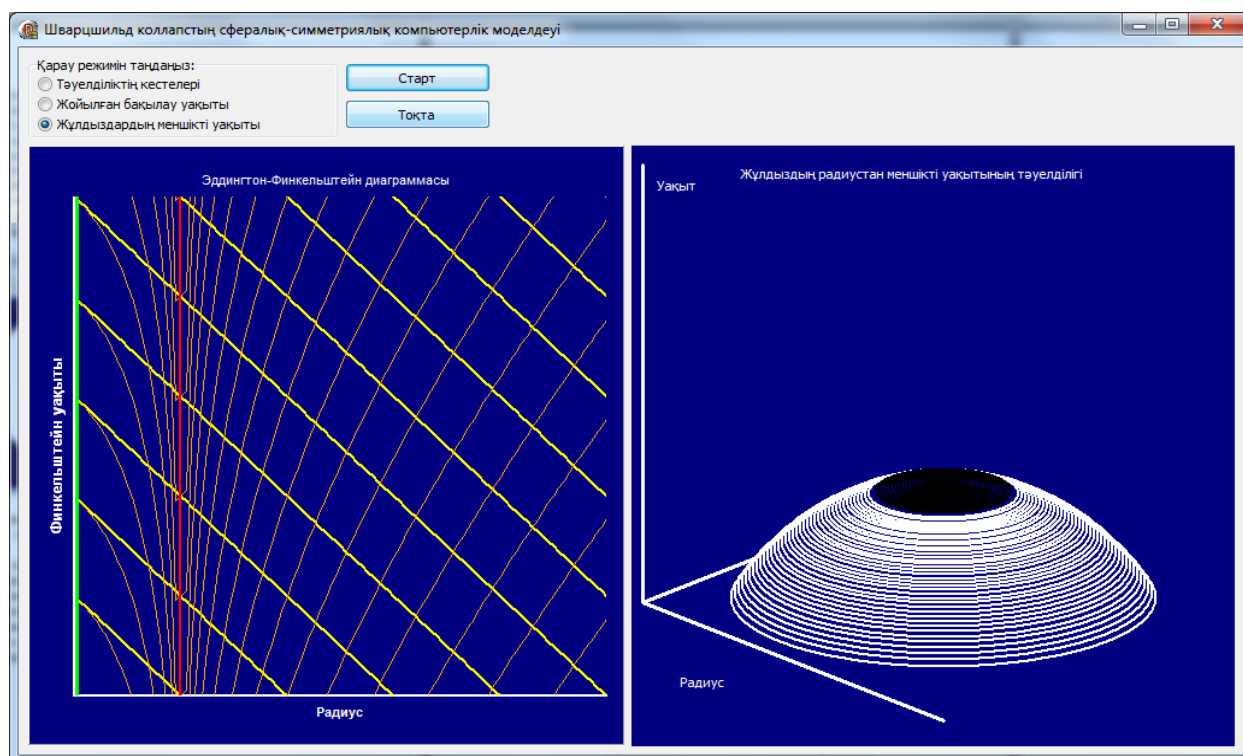 Шварцшильд коллапстың сфералық-симметриялық компьютерлік моделдеуі
Қарау режимін таңдаңыз:
Тәуелділіктің кестелері
Жойылған бақылау уақыты
Жұлдыздардың меншікті уақыты
Старт
Тоқта
Эддингтон-Финкельштейн диаграммасы
Финкельштейн уақыты
Радиус
Жұлдыздың радиустан меншікті уақытының тәуелділігі
Уақыт
Радиус